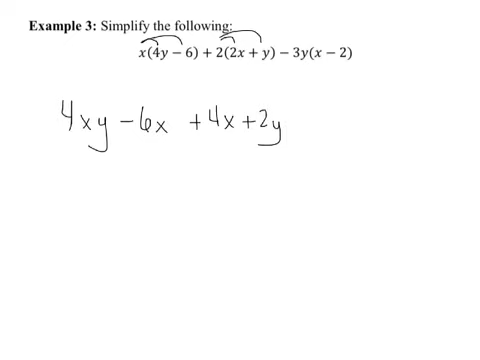 Example 3: Simplify the following:
x(4y − 6) + 2(2x + y) − 3y(x − 2)
4xy − 6x + 4x + 2y